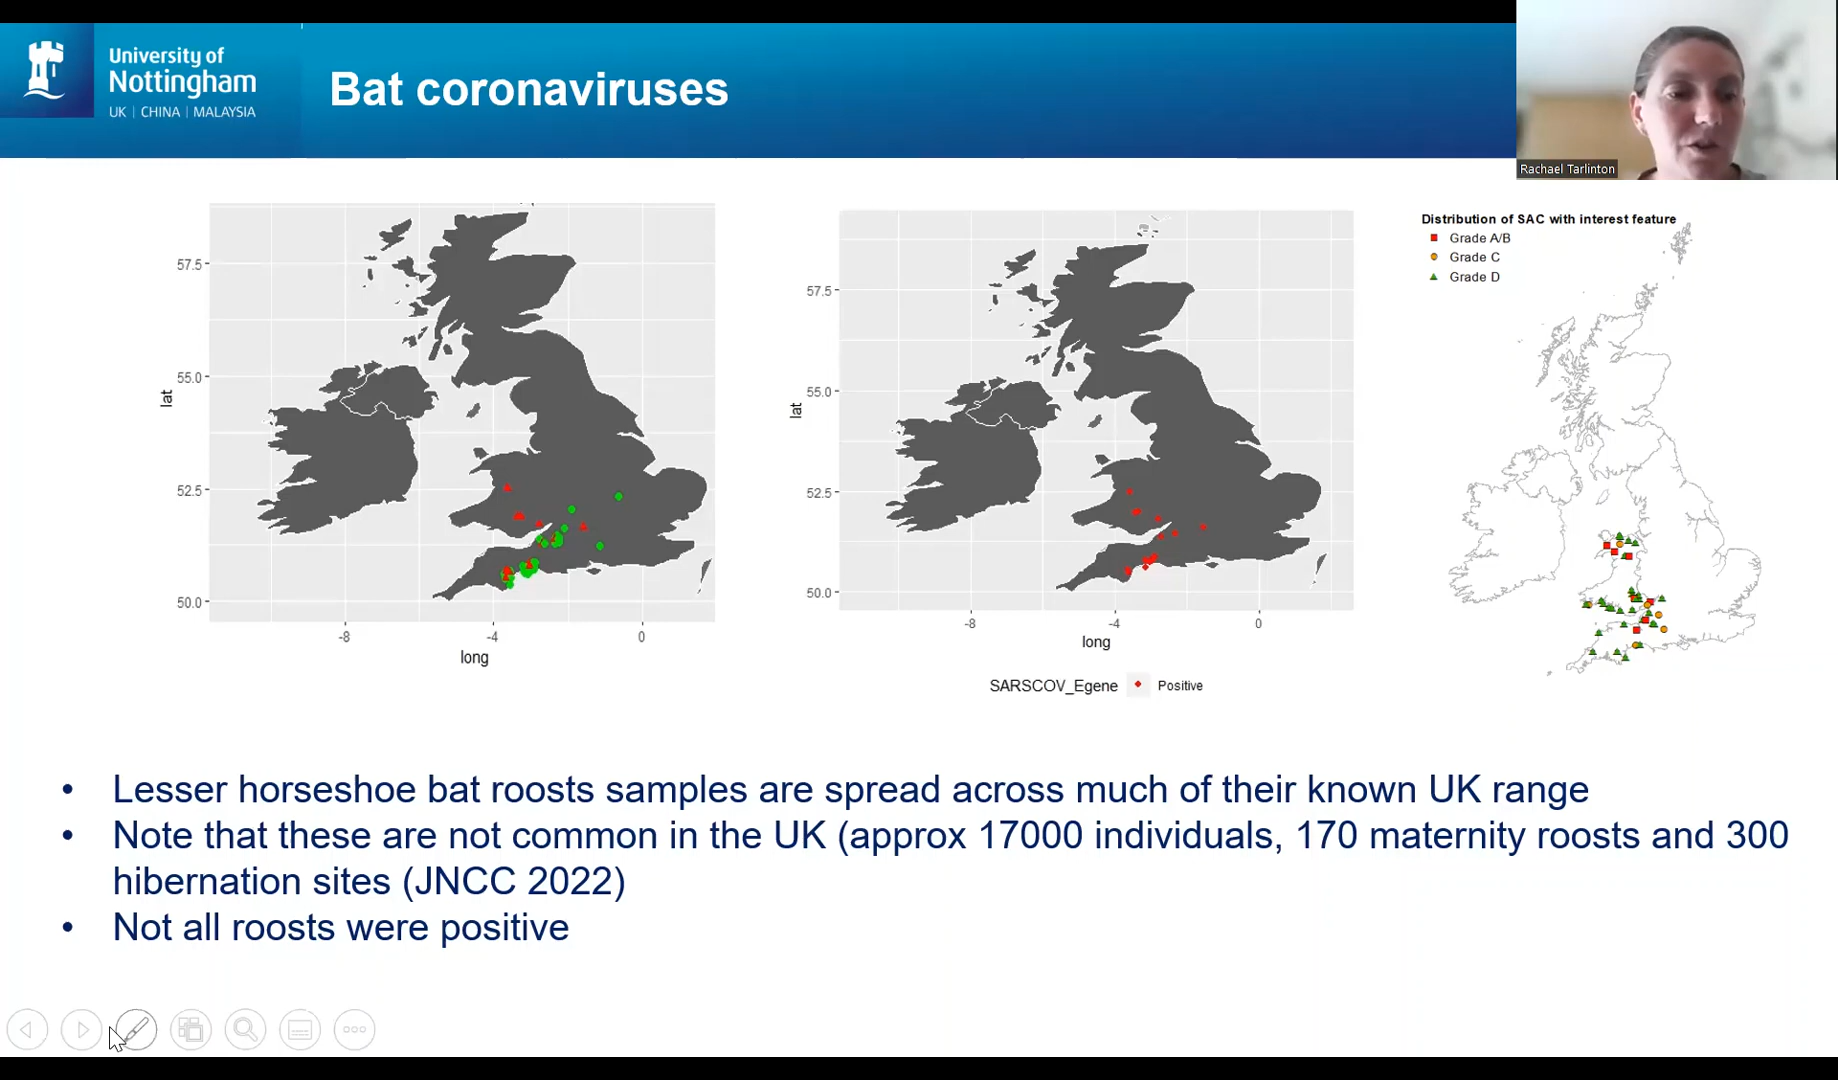 University of
Nottingham
UK | CHINA | MALAYSIA
Bat coronaviruses
Rachael Tarlinton
57.5
55.0
52.5
50.0
lat
-8
-4
0
long
57.5
55.0
52.5
50.0
lat
-8
-4
0
long
SARSCOV_Egene
Positive
Distribution of SAC with interest feature
Grade A/B
Grade C
Grade D
• Lesser horseshoe bat roosts samples are spread across much of their known UK range
• Note that these are not common in the UK (approx 17000 individuals, 170 maternity roosts and 300
hibernation sites (JNCC 2022)
• Not all roosts were positive